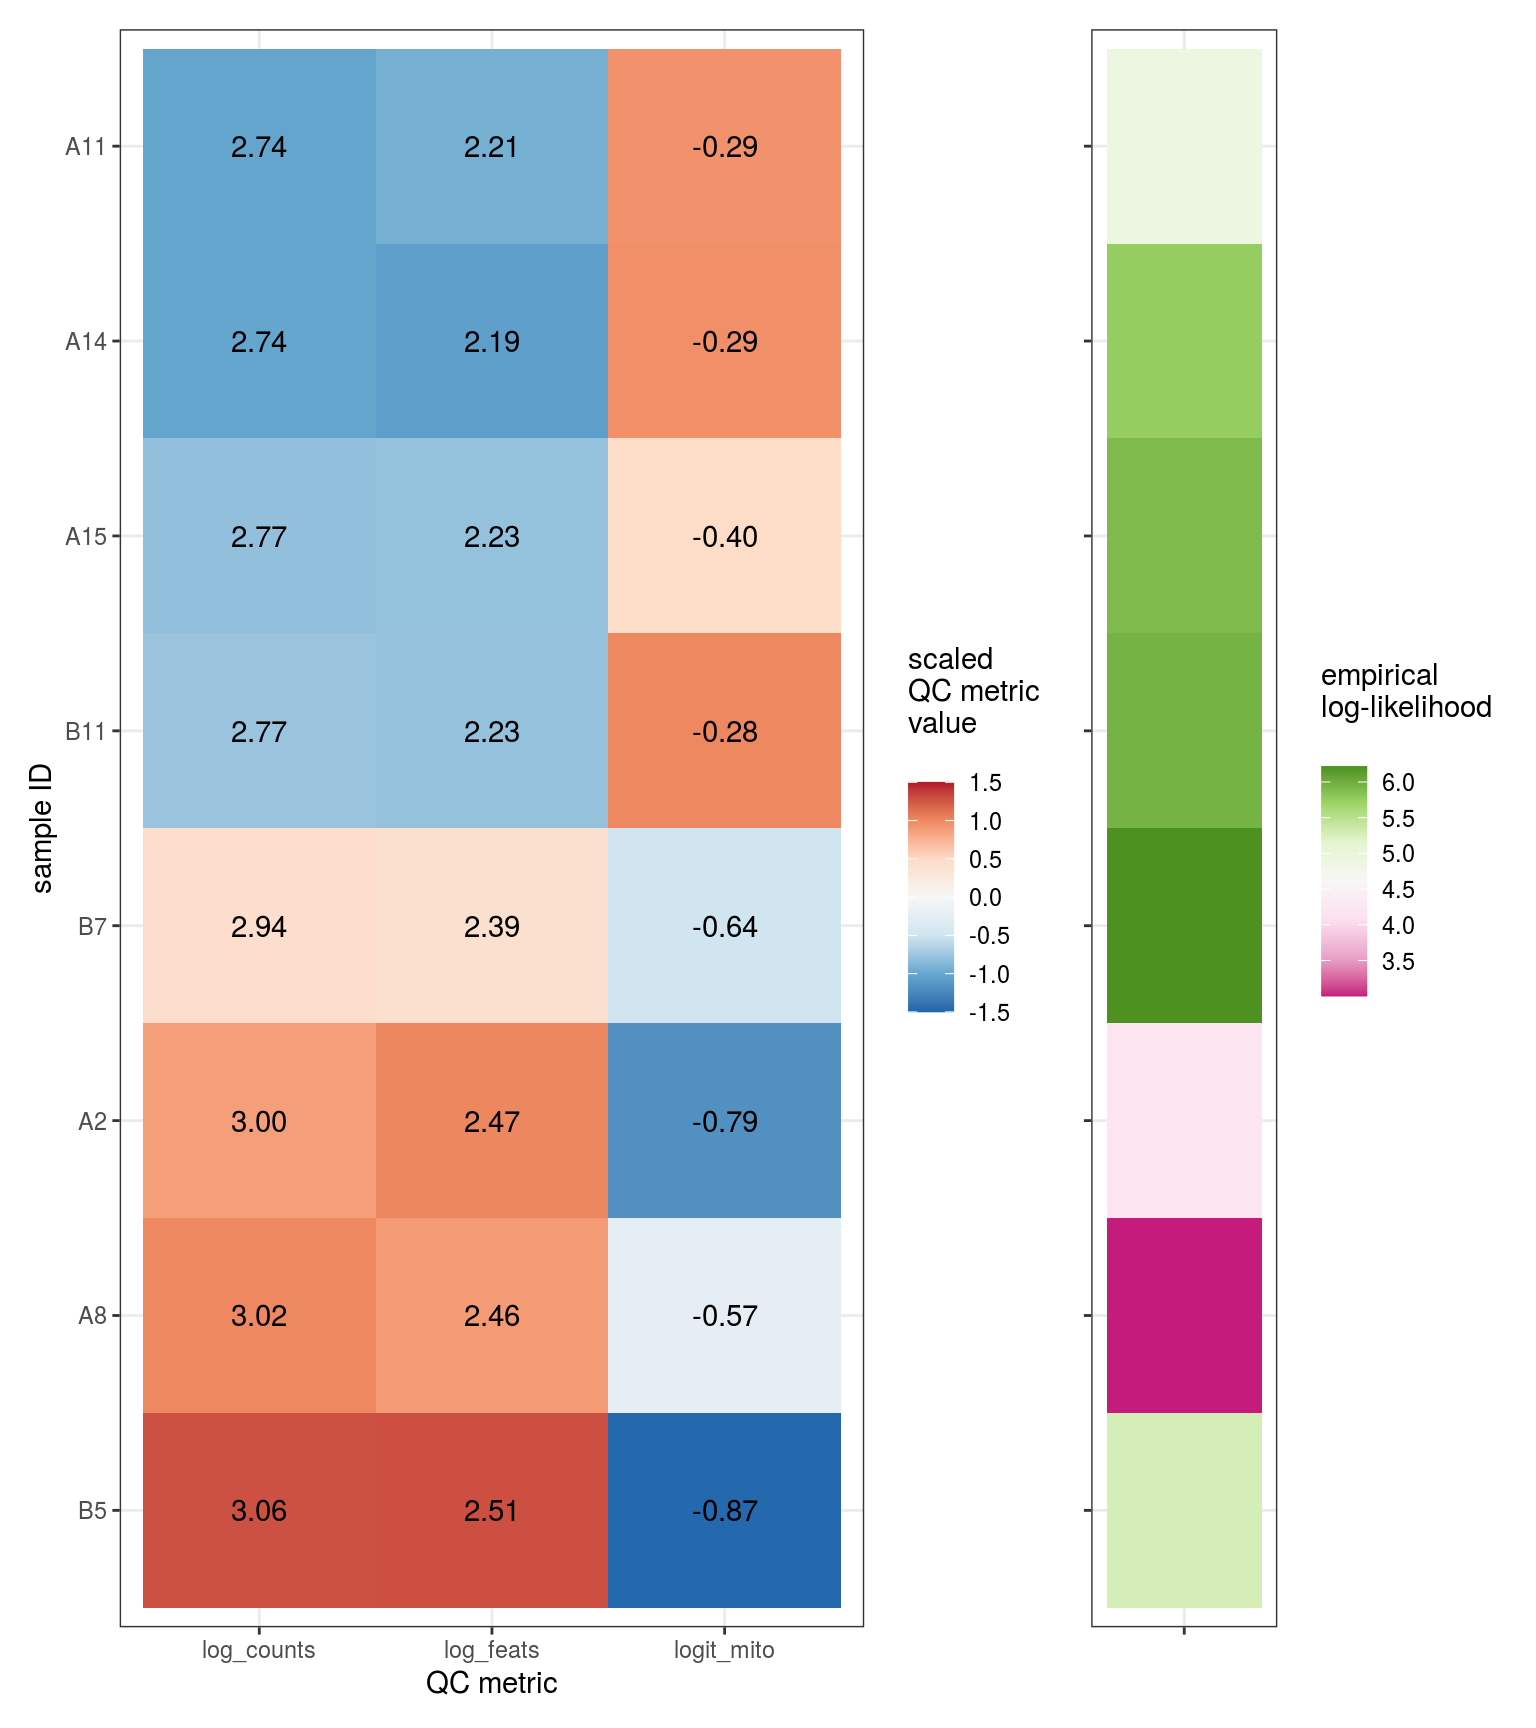 A11 2.74 2.21 -0.29
A14 2.74 2.19 -0.29
A15 2.77 2.23 -0.40
B11 2.77 2.23 -0.28
B7 2.94 2.39 -0.64
A2 3.00 2.47 -0.79
A8 3.02 2.46 -0.57
B5 3.06 2.51 -0.87
sample ID
log_counts log_feats logit_mito
QC metric
scaled
QC metric
value
1.5
1.0
0.5
0.0
-0.5
-1.0
-1.5
empirical
log-likelihood
6.0
5.5
5.0
4.5
4.0
3.5